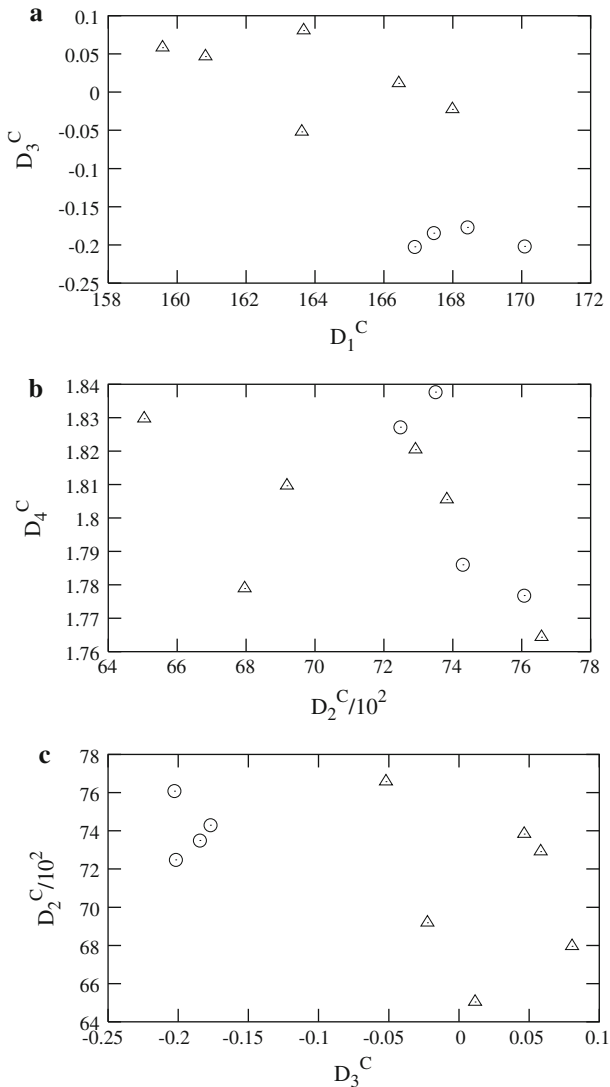 a
0.1
0.05
0
-0.05
-0.1
-0.15
-0.2
-0.25
D₃ᶜ
158 160 162 164 166 168 170 172
D₁ᶜ
b
1.84
1.83
1.82
1.81
1.8
1.79
1.78
1.77
1.76
D₄ᶜ
64 66 68 70 72 74 76 78
D₂ᶜ/10²
c
78
76
74
72
70
68
66
64
D₂ᶜ/10²
-0.25 -0.2 -0.15 -0.1 -0.05 0 0.05 0.1
D₃ᶜ